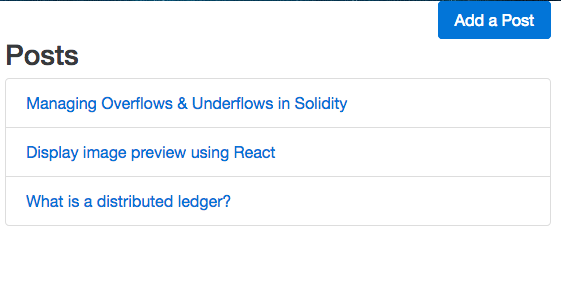 Add a Post
Posts
Managing Overflows & Underflows in Solidity
Display image preview using React
What is a distributed ledger?